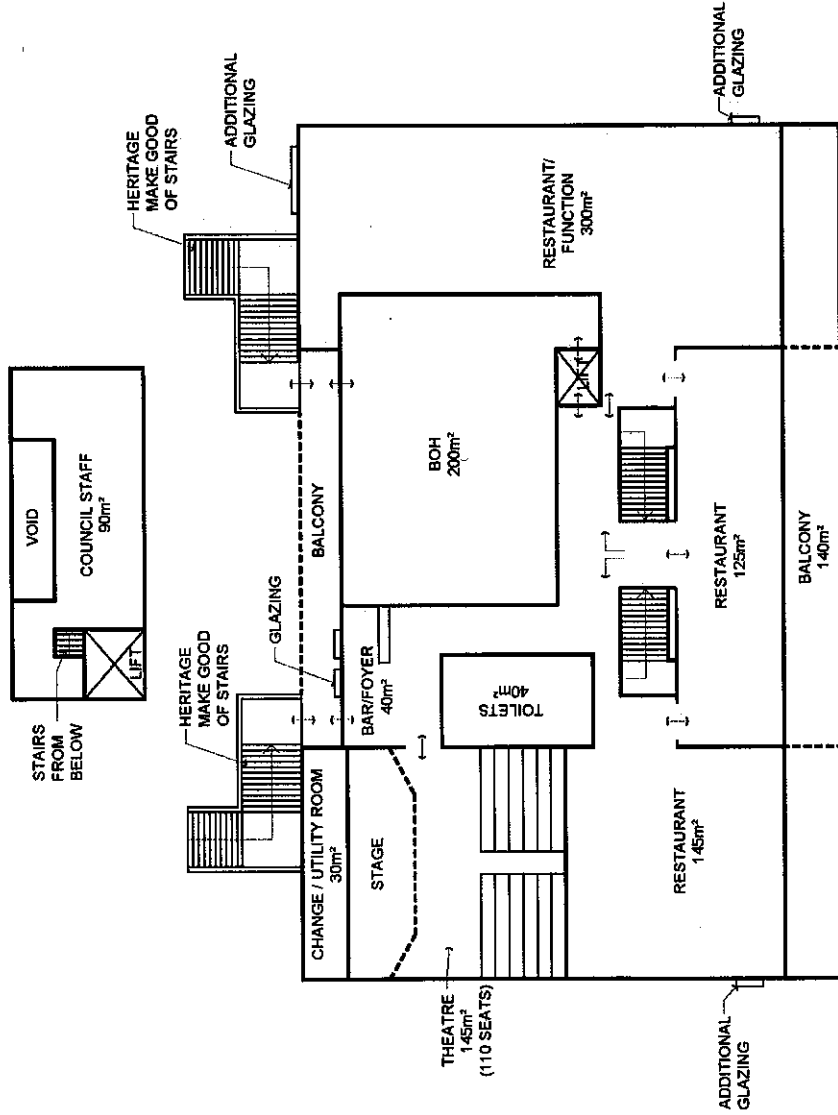 VOID
COUNCIL STAFF
90m²
LIFT
STAIRS
FROM
BELOW
HERITAGE
MAKE GOOD
OF STAIRS
HERITAGE
MAKE GOOD
OF STAIRS
ADDITIONAL
GLAZING
GLAZING
BALCONY
CHANGE / UTILITY ROOM
30m²
STAGE
BAR/FOYER
40m²
BOH
200m²
RESTAURANT/
FUNCTION
300m²
LIFT
THEATRE
145m²
(110 SEATS)
TOILETS
40m²
RESTAURANT
145m²
RESTAURANT
125m²
BALCONY
140m²
ADDITIONAL
GLAZING
ADDITIONAL
GLAZING